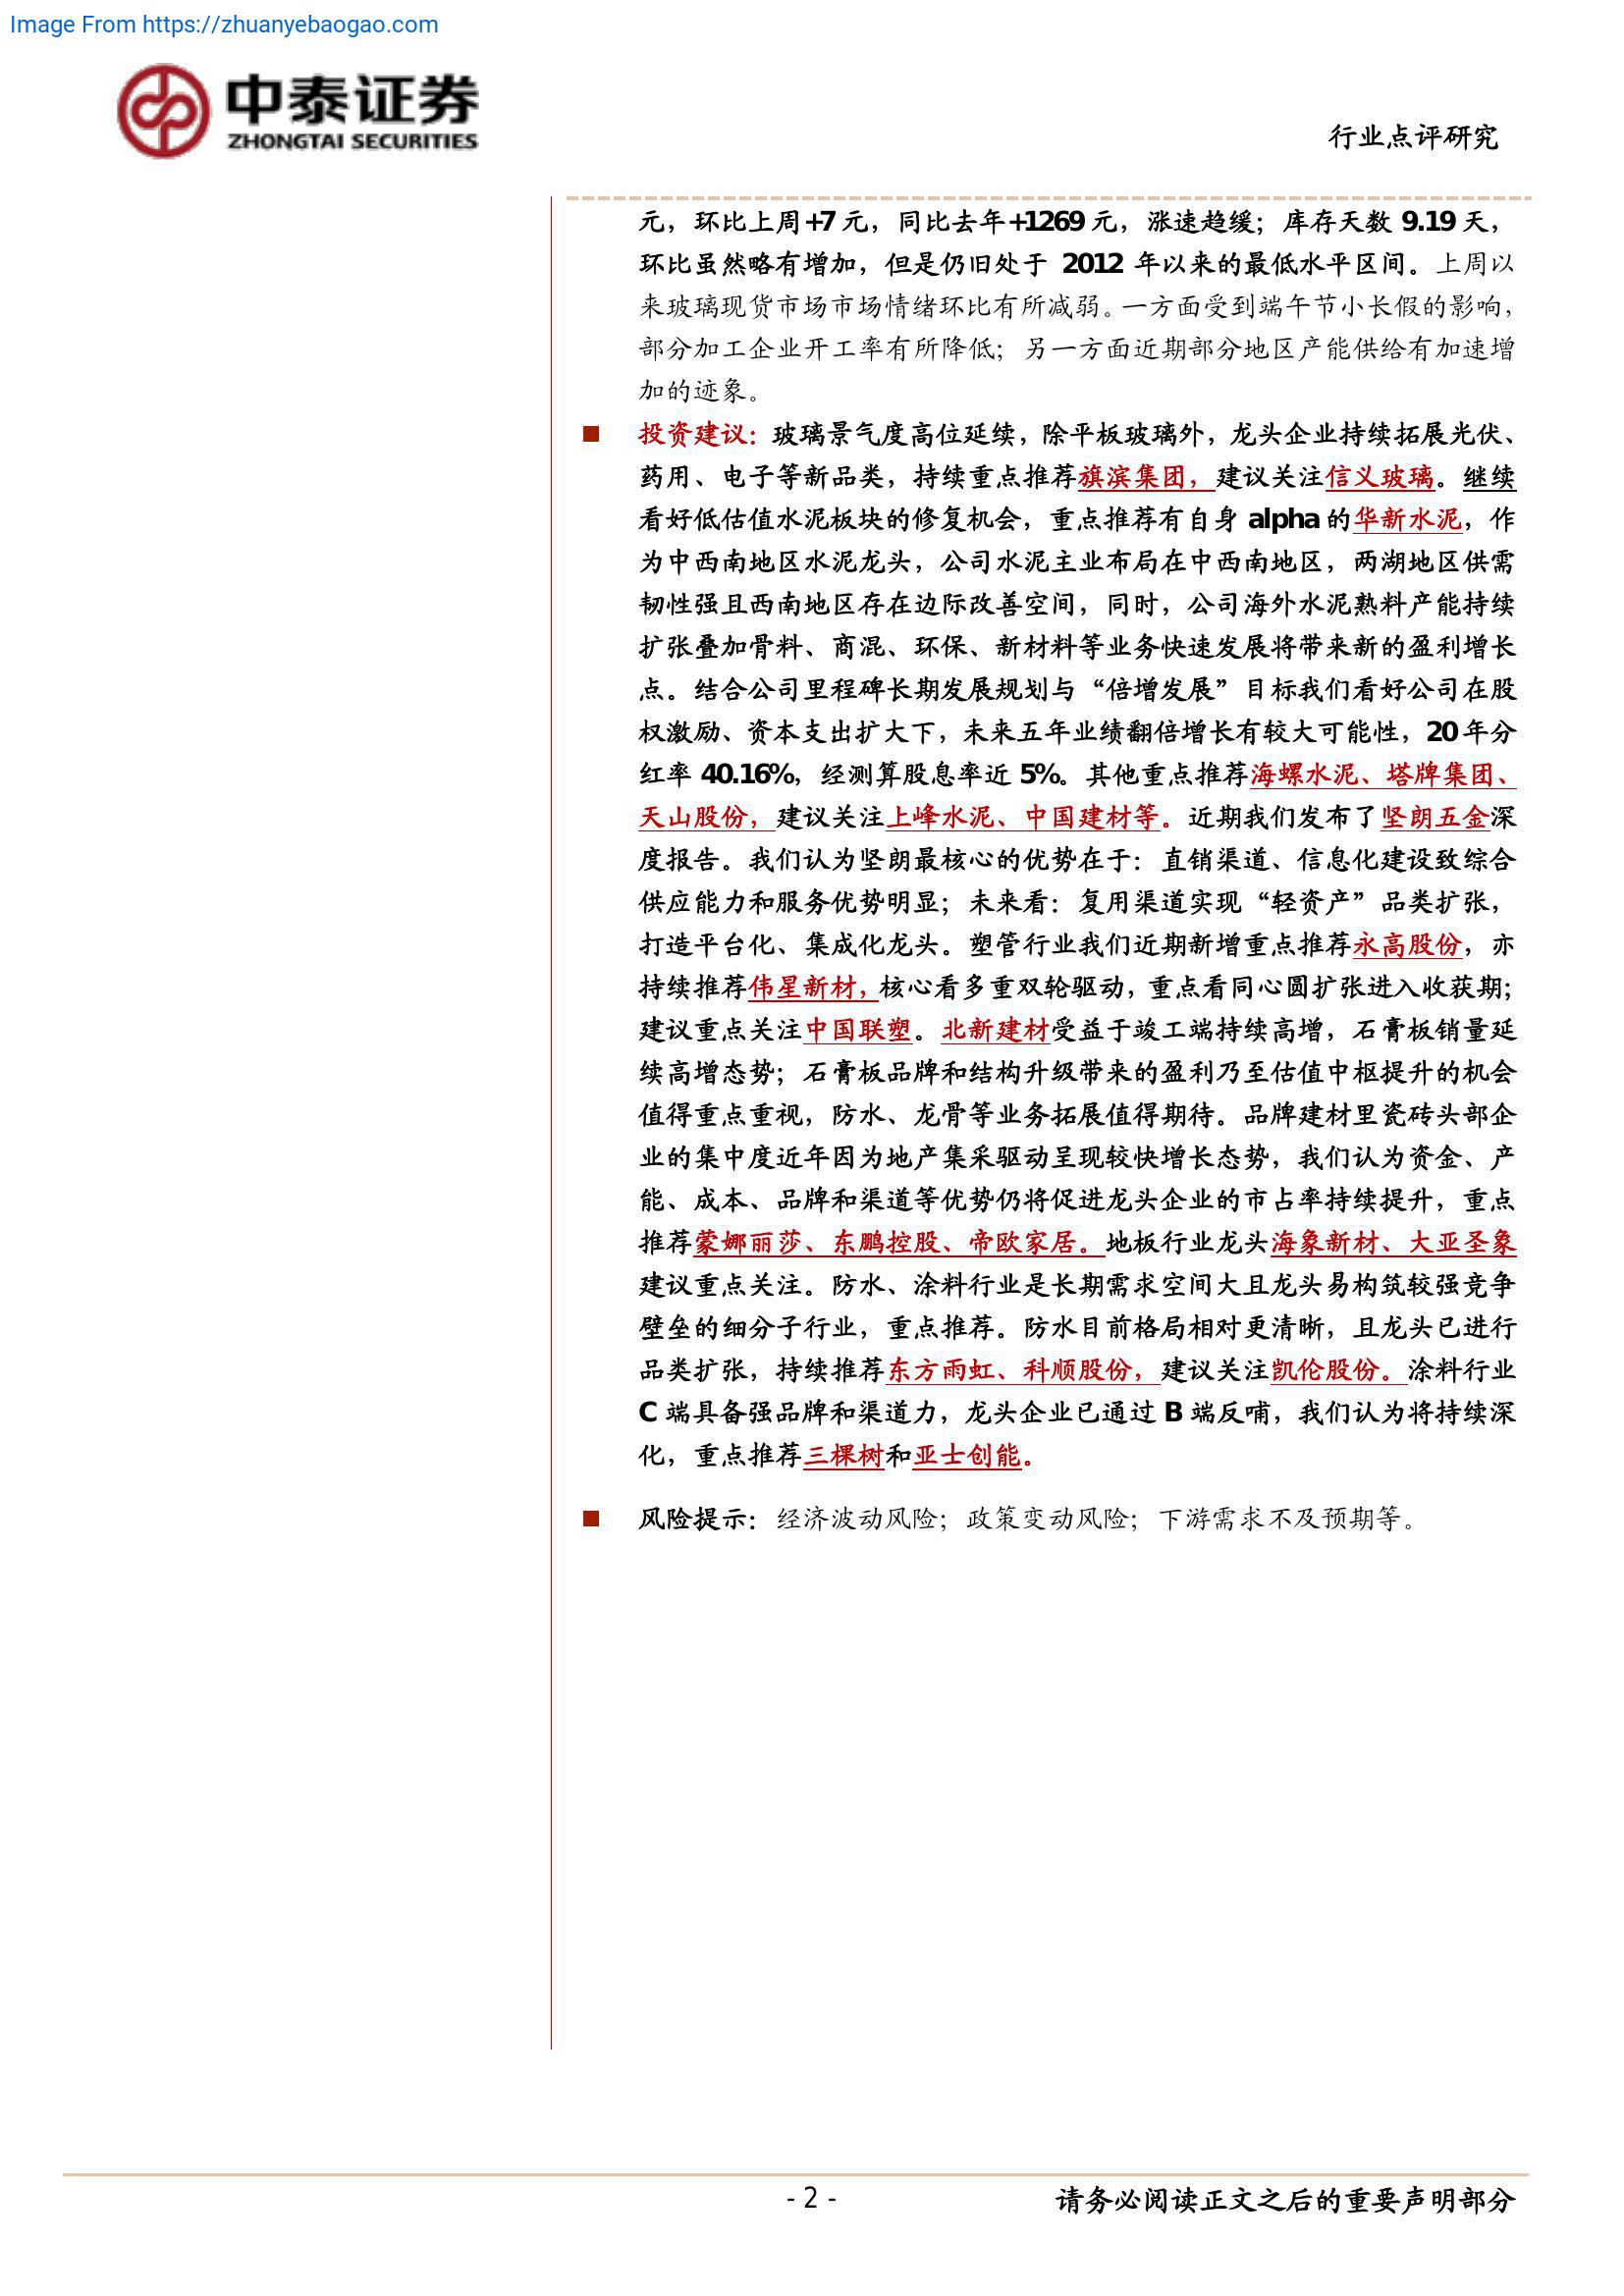 Image From https://zhuanyebaogao.com
中泰证券
ZHONGTAI SECURITIES
行业点评研究
元，环比上周+7 元，同比去年+1269 元，涨速趋缓；库存天数 9.19 天，
环比虽然略有增加，但是仍旧处于 2012 年以来的最低水平区间。上周以
来玻璃现货市场市场情绪环比有所减弱。一方面受到端午节小长假的影响，
部分加工企业开工率有所降低；另一方面近期部分地区产能供给有加速增
加的迹象。
■ 投资建议：玻璃景气度高位延续，除平板玻璃外，龙头企业持续拓展光伏、
药用、电子等新品类，持续重点推荐旗滨集团，建议关注信义玻璃。继续
看好低估值水泥板块的修复机会，重点推荐有自身 alpha 的华新水泥，作
为中西南地区水泥龙头，公司水泥主业布局在中西南地区，两湖地区供需
韧性强且西南地区存在边际改善空间，同时，公司海外水泥熟料产能持续
扩张叠加骨料、商混、环保、新材料等业务快速发展将带来新的盈利增长
点。结合公司里程碑长期发展规划与“倍增发展”目标我们看好公司在股
权激励、资本支出扩大下，未来五年业绩翻倍增长有较大可能性，20 年分
红率 40.16%，经测算股息率近 5%。其他重点推荐海螺水泥、塔牌集团、
天山股份，建议关注上峰水泥、中国建材等。近期我们发布了坚朗五金深
度报告。我们认为坚朗最核心的优势在于：直销渠道、信息化建设致综合
供应能力和服务优势明显；未来看：复用渠道实现“轻资产”品类扩张，
打造平台化、集成化龙头。塑管行业我们近期新增重点推荐永高股份，亦
持续推荐伟星新材，核心看多重双轮驱动，重点看同心圆扩张进入收获期；
建议重点关注中国联塑。北新建材受益于竣工端持续高增，石膏板销量延
续高增态势；石膏板品牌和结构升级带来的盈利乃至估值中枢提升的机会
值得重点重视，防水、龙骨等业务拓展值得期待。品牌建材里瓷砖头部企
业的集中度近年因为地产集采驱动呈现较快增长态势，我们认为资金、产
能、成本、品牌和渠道等优势仍将促进龙头企业的市占率持续提升，重点
推荐蒙娜丽莎、东鹏控股、帝欧家居。地板行业龙头海象新材、大亚圣象
建议重点关注。防水、涂料行业是长期需求空间大且龙头易构筑较强竞争
壁垒的细分子行业，重点推荐。防水目前格局相对更清晰，且龙头已进行
品类扩张，持续推荐东方雨虹、科顺股份，建议关注凯伦股份。涂料行业
C 端具备强品牌和渠道力，龙头企业已通过 B 端反哺，我们认为将持续深
化，重点推荐三棵树和亚士创能。
■ 风险提示：经济波动风险；政策变动风险；下游需求不及预期等。
- 2 -
请务必阅读正文之后的重要声明部分